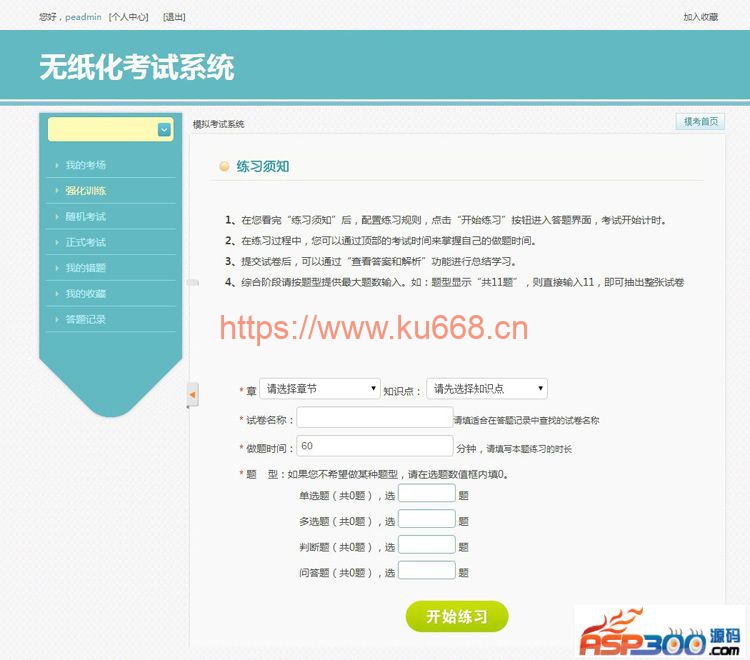 您好，peadmin [个人中心] [退出] 加入收藏
无纸化考试系统
模拟考试系统 模考首页
我的考场
强化训练
随机考试
正式考试
我的错题
我的收藏
答题记录
练习须知
1、在您看完“练习须知”后，配置练习规则，点击“开始练习”按钮进入答题界面，考试开始计时。
2、在练习过程中，您可以通过顶部的考试时间来掌握自己的做题时间。
3、提交试卷后，可以通过“查看答案和解析”功能进行总结学习。
4、综合阶段请按题型提供最大题数输入。如：题型显示“共11题”，则直接输入11，即可抽出整张试卷
https://www.ku668.cn
* 章 请选择章节 知识点： 请先选择知识点
* 试卷名称： 请填适合在答题记录中查找的试卷名称
* 做题时间： 60 分钟，请填写本题练习的时长
* 题 型：如果您不希望做某种题型，请在选题数值框内填0。
单选题（共0题），选 题
多选题（共0题），选 题
判断题（共0题），选 题
问答题（共0题），选 题
开始练习
ASP300源码
.com